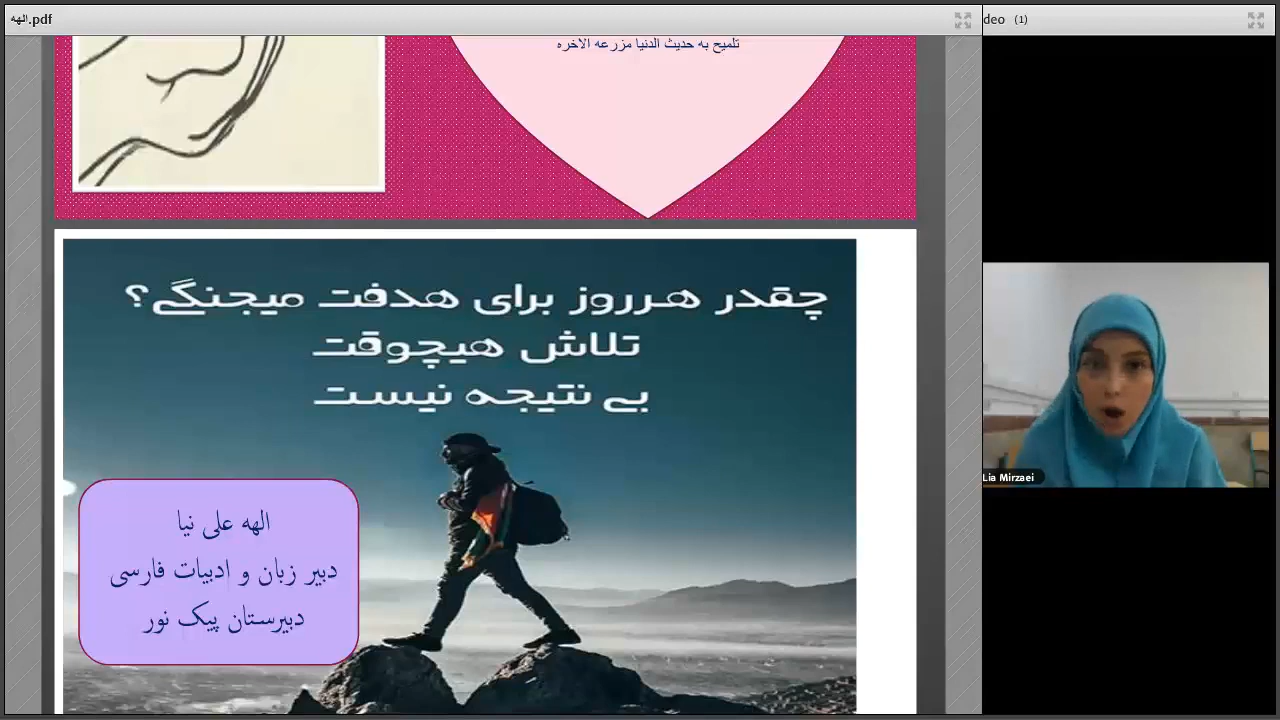 الهه.pdf
deo (1)
تلمیح به حدیث الدنیا مزرعه الاخره
چقدر هرروز برای هدفت میجنگی؟
تلاش هیچوقت
بی نتیجه نیست
الهه علی نیا
دبیر زبان و ادبیات فارسی
دبیرستان پیک نور
Lia Mirzaei